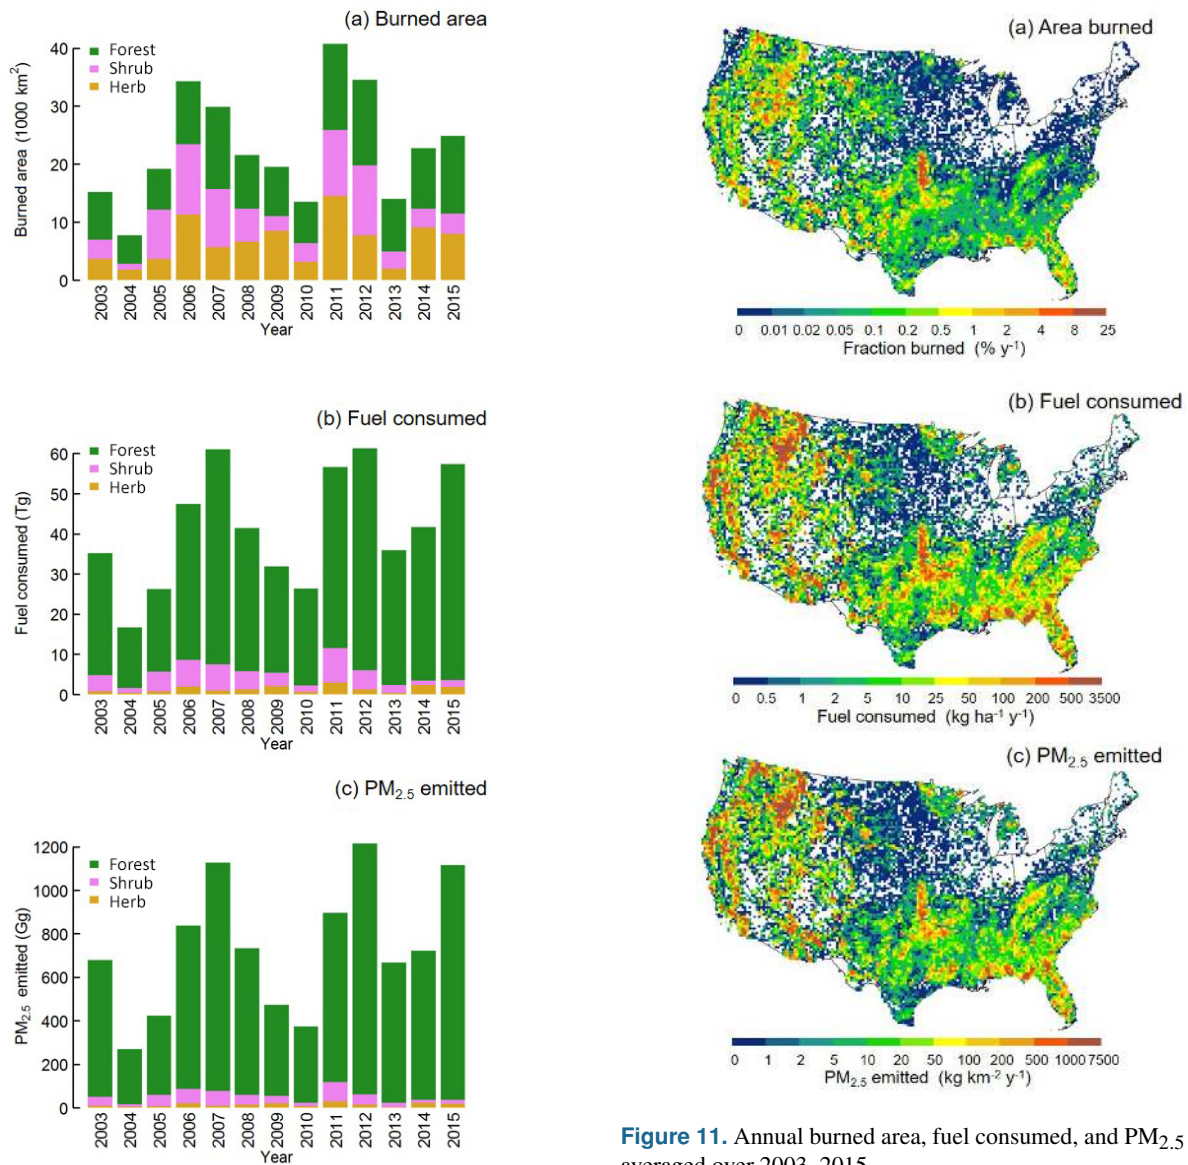 (a) Burned area
Forest
Shrub
Herb
Burned area (1000 km²)
40
30
20
10
0
2003 2004 2005 2006 2007 2008 2009 2010 2011 2012 2013 2014 2015
Year
(b) Fuel consumed
Forest
Shrub
Herb
Fuel consumed (Tg)
60
50
40
30
20
10
0
2003 2004 2005 2006 2007 2008 2009 2010 2011 2012 2013 2014 2015
Year
(c) PM2.5 emitted
Forest
Shrub
Herb
PM2.5 emitted (Gg)
1200
1000
800
600
400
200
0
2003 2004 2005 2006 2007 2008 2009 2010 2011 2012 2013 2014 2015
Year
(a) Area burned
0 0.01 0.02 0.05 0.1 0.2 0.5 1 2 4 8 25
Fraction burned (% y⁻¹)
(b) Fuel consumed
0 0.5 1 2 5 10 25 50 100 200 500 3500
Fuel consumed (kg ha⁻¹ y⁻¹)
(c) PM2.5 emitted
0 1 2 5 10 20 50 100 200 500 1000 7500
PM2.5 emitted (kg km⁻² y⁻¹)
Figure 11. Annual burned area, fuel consumed, and PM2.5
averaged over 2003–2015